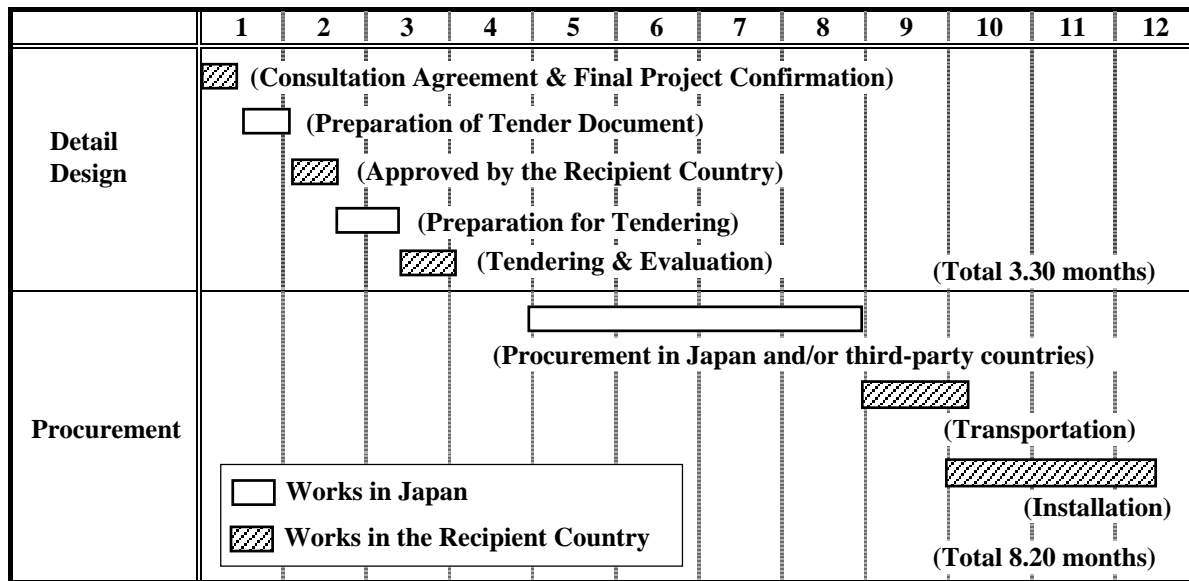 1 2 3 4 5 6 7 8 9 10 11 12
Detail
Design
(Consultation Agreement & Final Project Confirmation)
(Preparation of Tender Document)
(Approved by the Recipient Country)
(Preparation for Tendering)
(Tendering & Evaluation)
(Total 3.30 months)
Procurement
(Procurement in Japan and/or third-party countries)
(Transportation)
(Installation)
(Total 8.20 months)
Works in Japan
Works in the Recipient Country